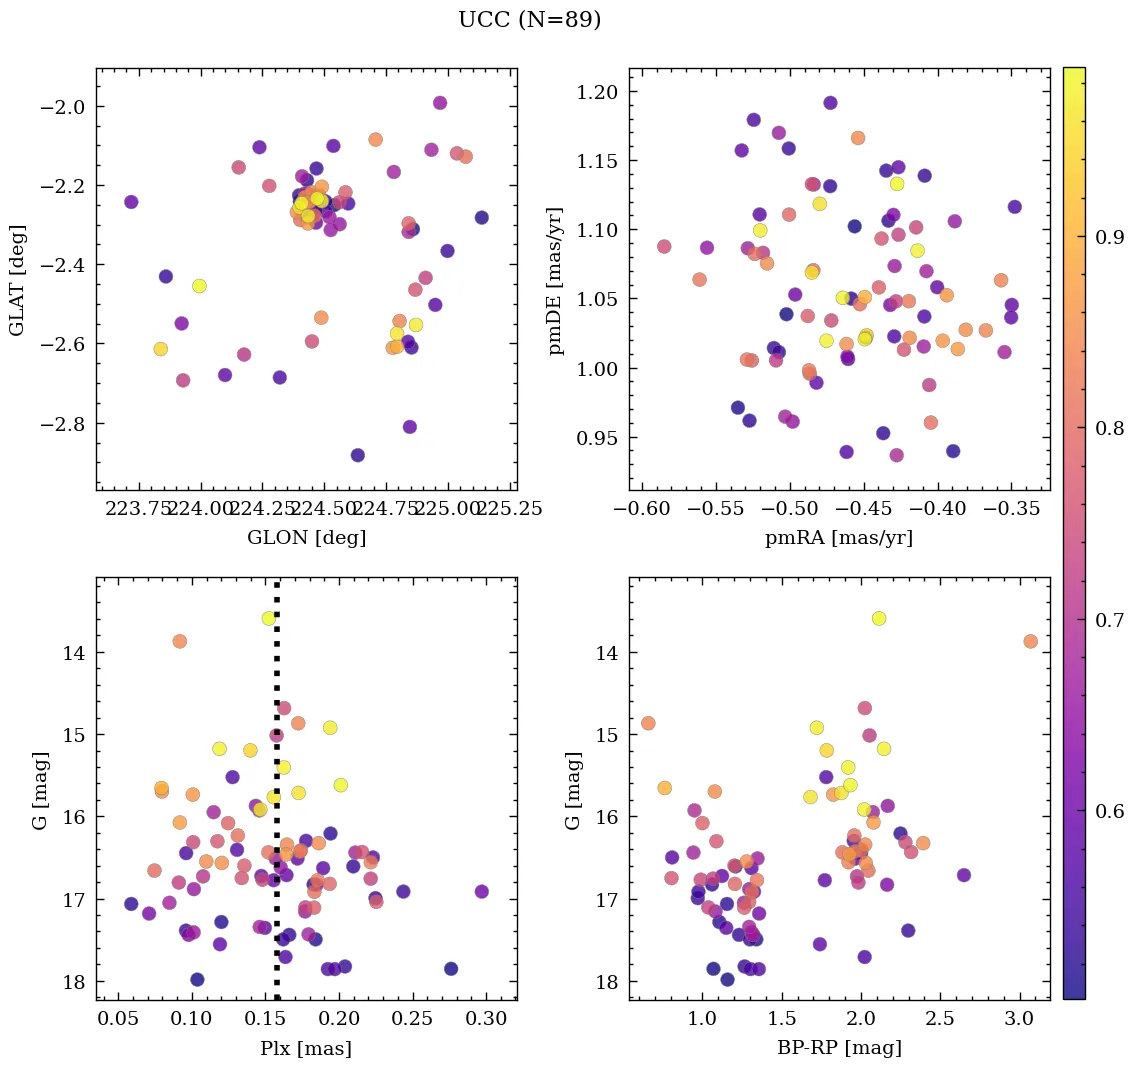 UCC (N=89)
−2.0
−2.2
−2.4
−2.6
−2.8
GLAT [deg]
223.75 224.00 224.25 224.50 224.75 225.00 225.25
GLON [deg]
1.20
1.15
1.10
1.05
1.00
0.95
pmDE [mas/yr]
−0.60 −0.55 −0.50 −0.45 −0.40 −0.35
pmRA [mas/yr]
14
15
16
17
18
G [mag]
0.05 0.10 0.15 0.20 0.25 0.30
Plx [mas]
14
15
16
17
18
G [mag]
1.0 1.5 2.0 2.5 3.0
BP-RP [mag]
0.9
0.8
0.7
0.6